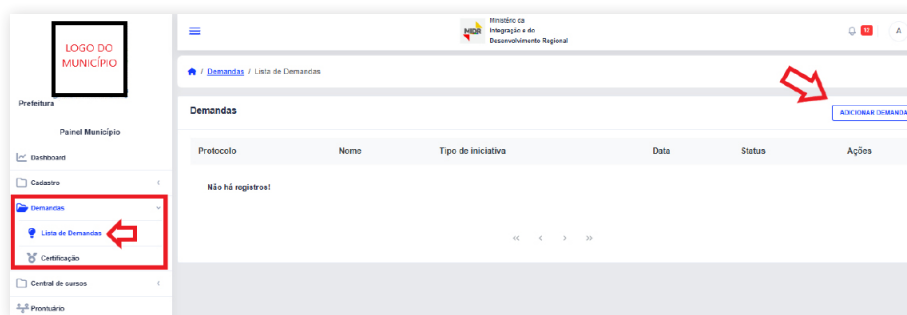 LOGO DO
MUNICÍPIO
Prefeitura
Painel Município
Dashboard
Cadastro
Demandas
Lista de Demandas
Certificação
Central de cursos
Prontuário
MIDR
Ministério da
Integração e do
Desenvolvimento Regional
12
A
/ Demandas / Lista de Demandas
Demandas
ADICIONAR DEMANDA
Protocolo Nome Tipo de iniciativa Data Status Ações
Não há registros!
« ‹ › »